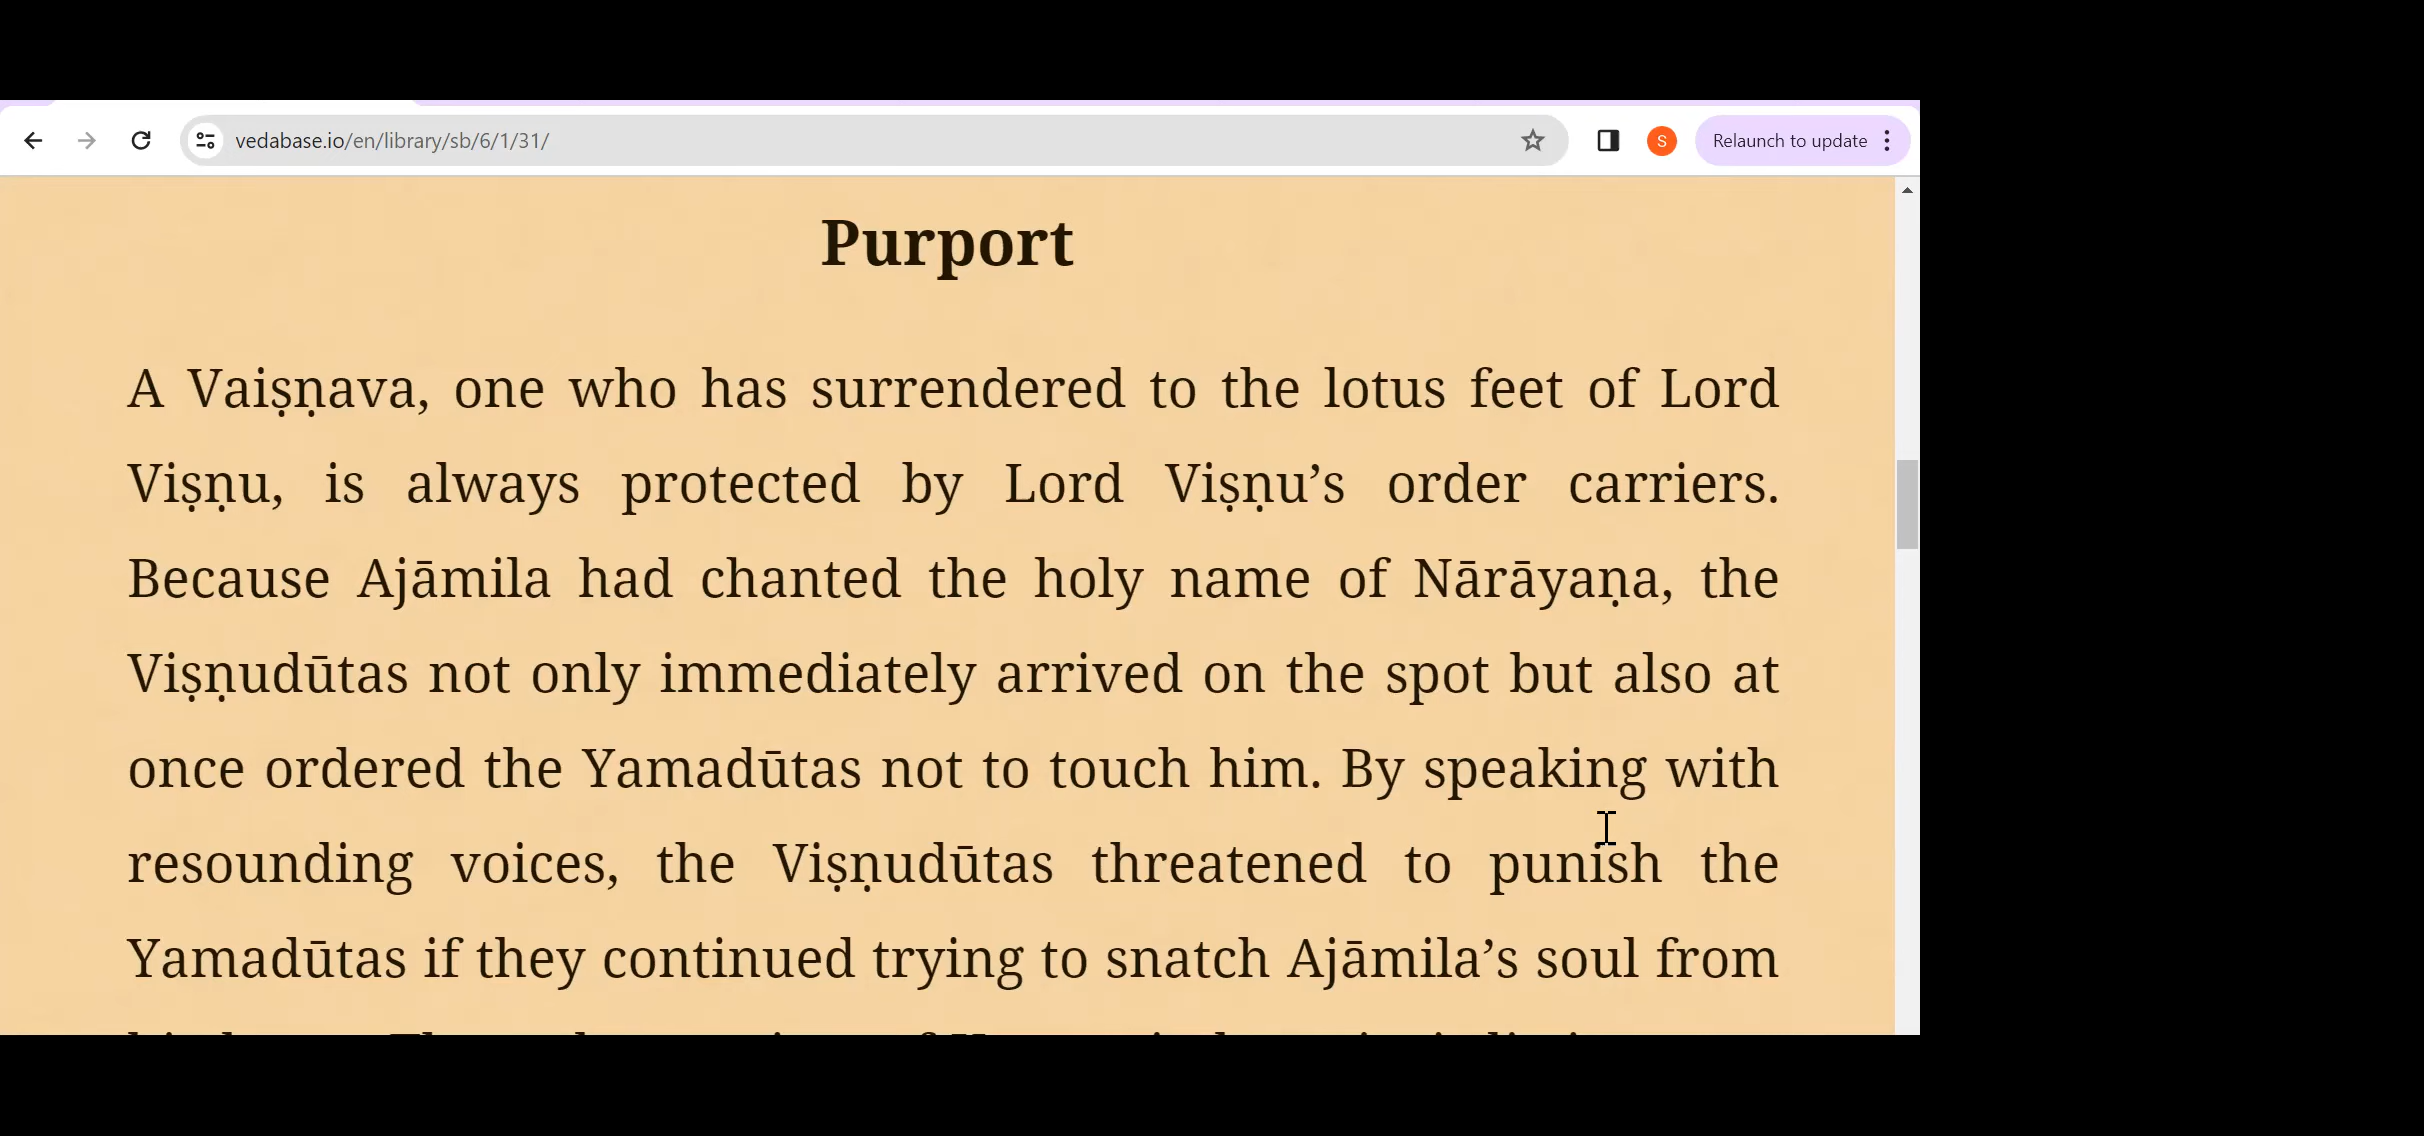 vedabase.io/en/library/sb/6/1/31/
S
Relaunch to update
Purport
A Vaiṣṇava, one who has surrendered to the lotus feet of Lord
Viṣṇu, is always protected by Lord Viṣṇu’s order carriers.
Because Ajāmila had chanted the holy name of Nārāyaṇa, the
Viṣṇudūtas not only immediately arrived on the spot but also at
once ordered the Yamadūtas not to touch him. By speaking with
resounding voices, the Viṣṇudūtas threatened to punish the
Yamadūtas if they continued trying to snatch Ajāmila’s soul from